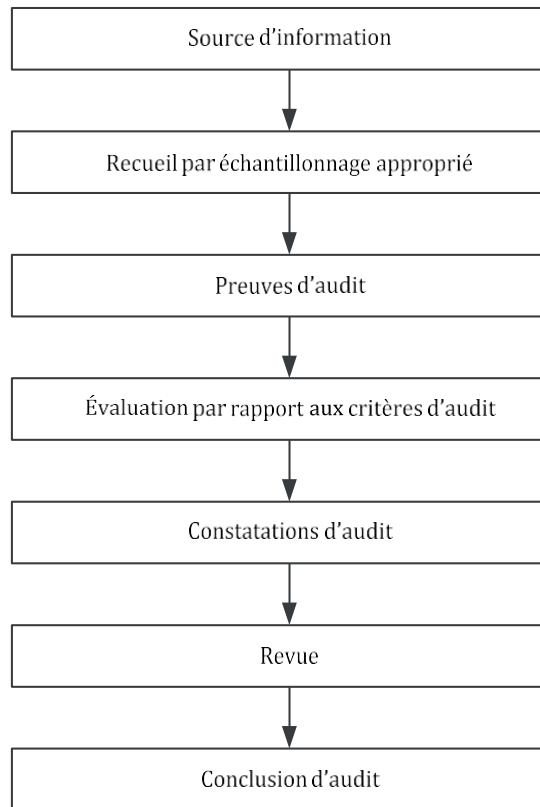 Source d'information
Recueil par échantillonnage approprié
Preuves d'audit
Évaluation par rapport aux critères d'audit
Constatations d'audit
Revue
Conclusion d'audit